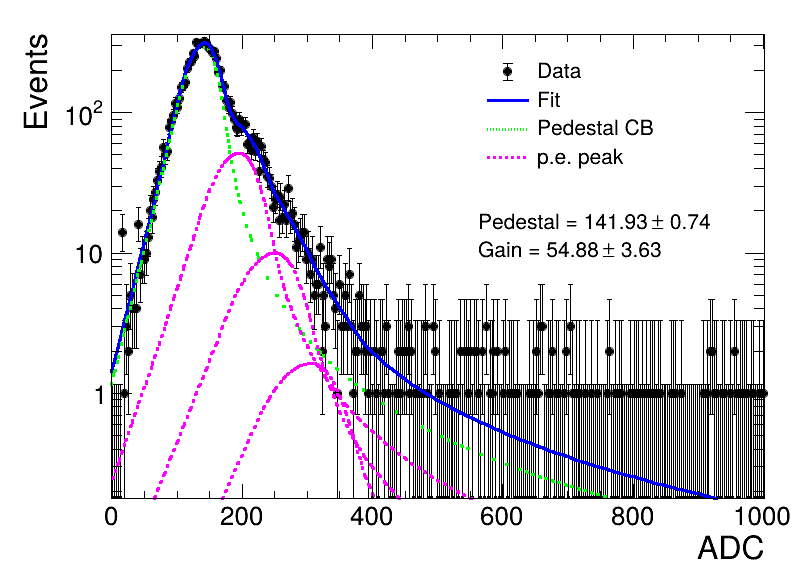 Events
10²
10
1
Data
Fit
Pedestal CB
p.e. peak
Pedestal = 141.93 ± 0.74
Gain = 54.88 ± 3.63
0 200 400 600 800 1000
ADC